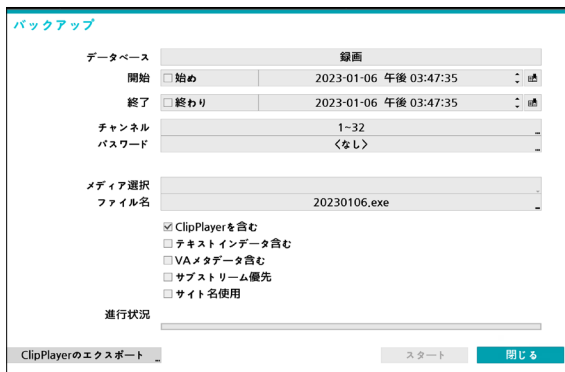 バックアップ
データベース 録画
開始 始め 2023-01-06 午後 03:47:35
終了 終わり 2023-01-06 午後 03:47:35
チャンネル 1~32 ...
パスワード <なし> ...
メディア選択
ファイル名 20230106.exe ...
ClipPlayerを含む
テキストインデータ含む
VAメタデータ含む
サブストリーム優先
サイト名使用
進行状況
ClipPlayerのエクスポート ... スタート 閉じる